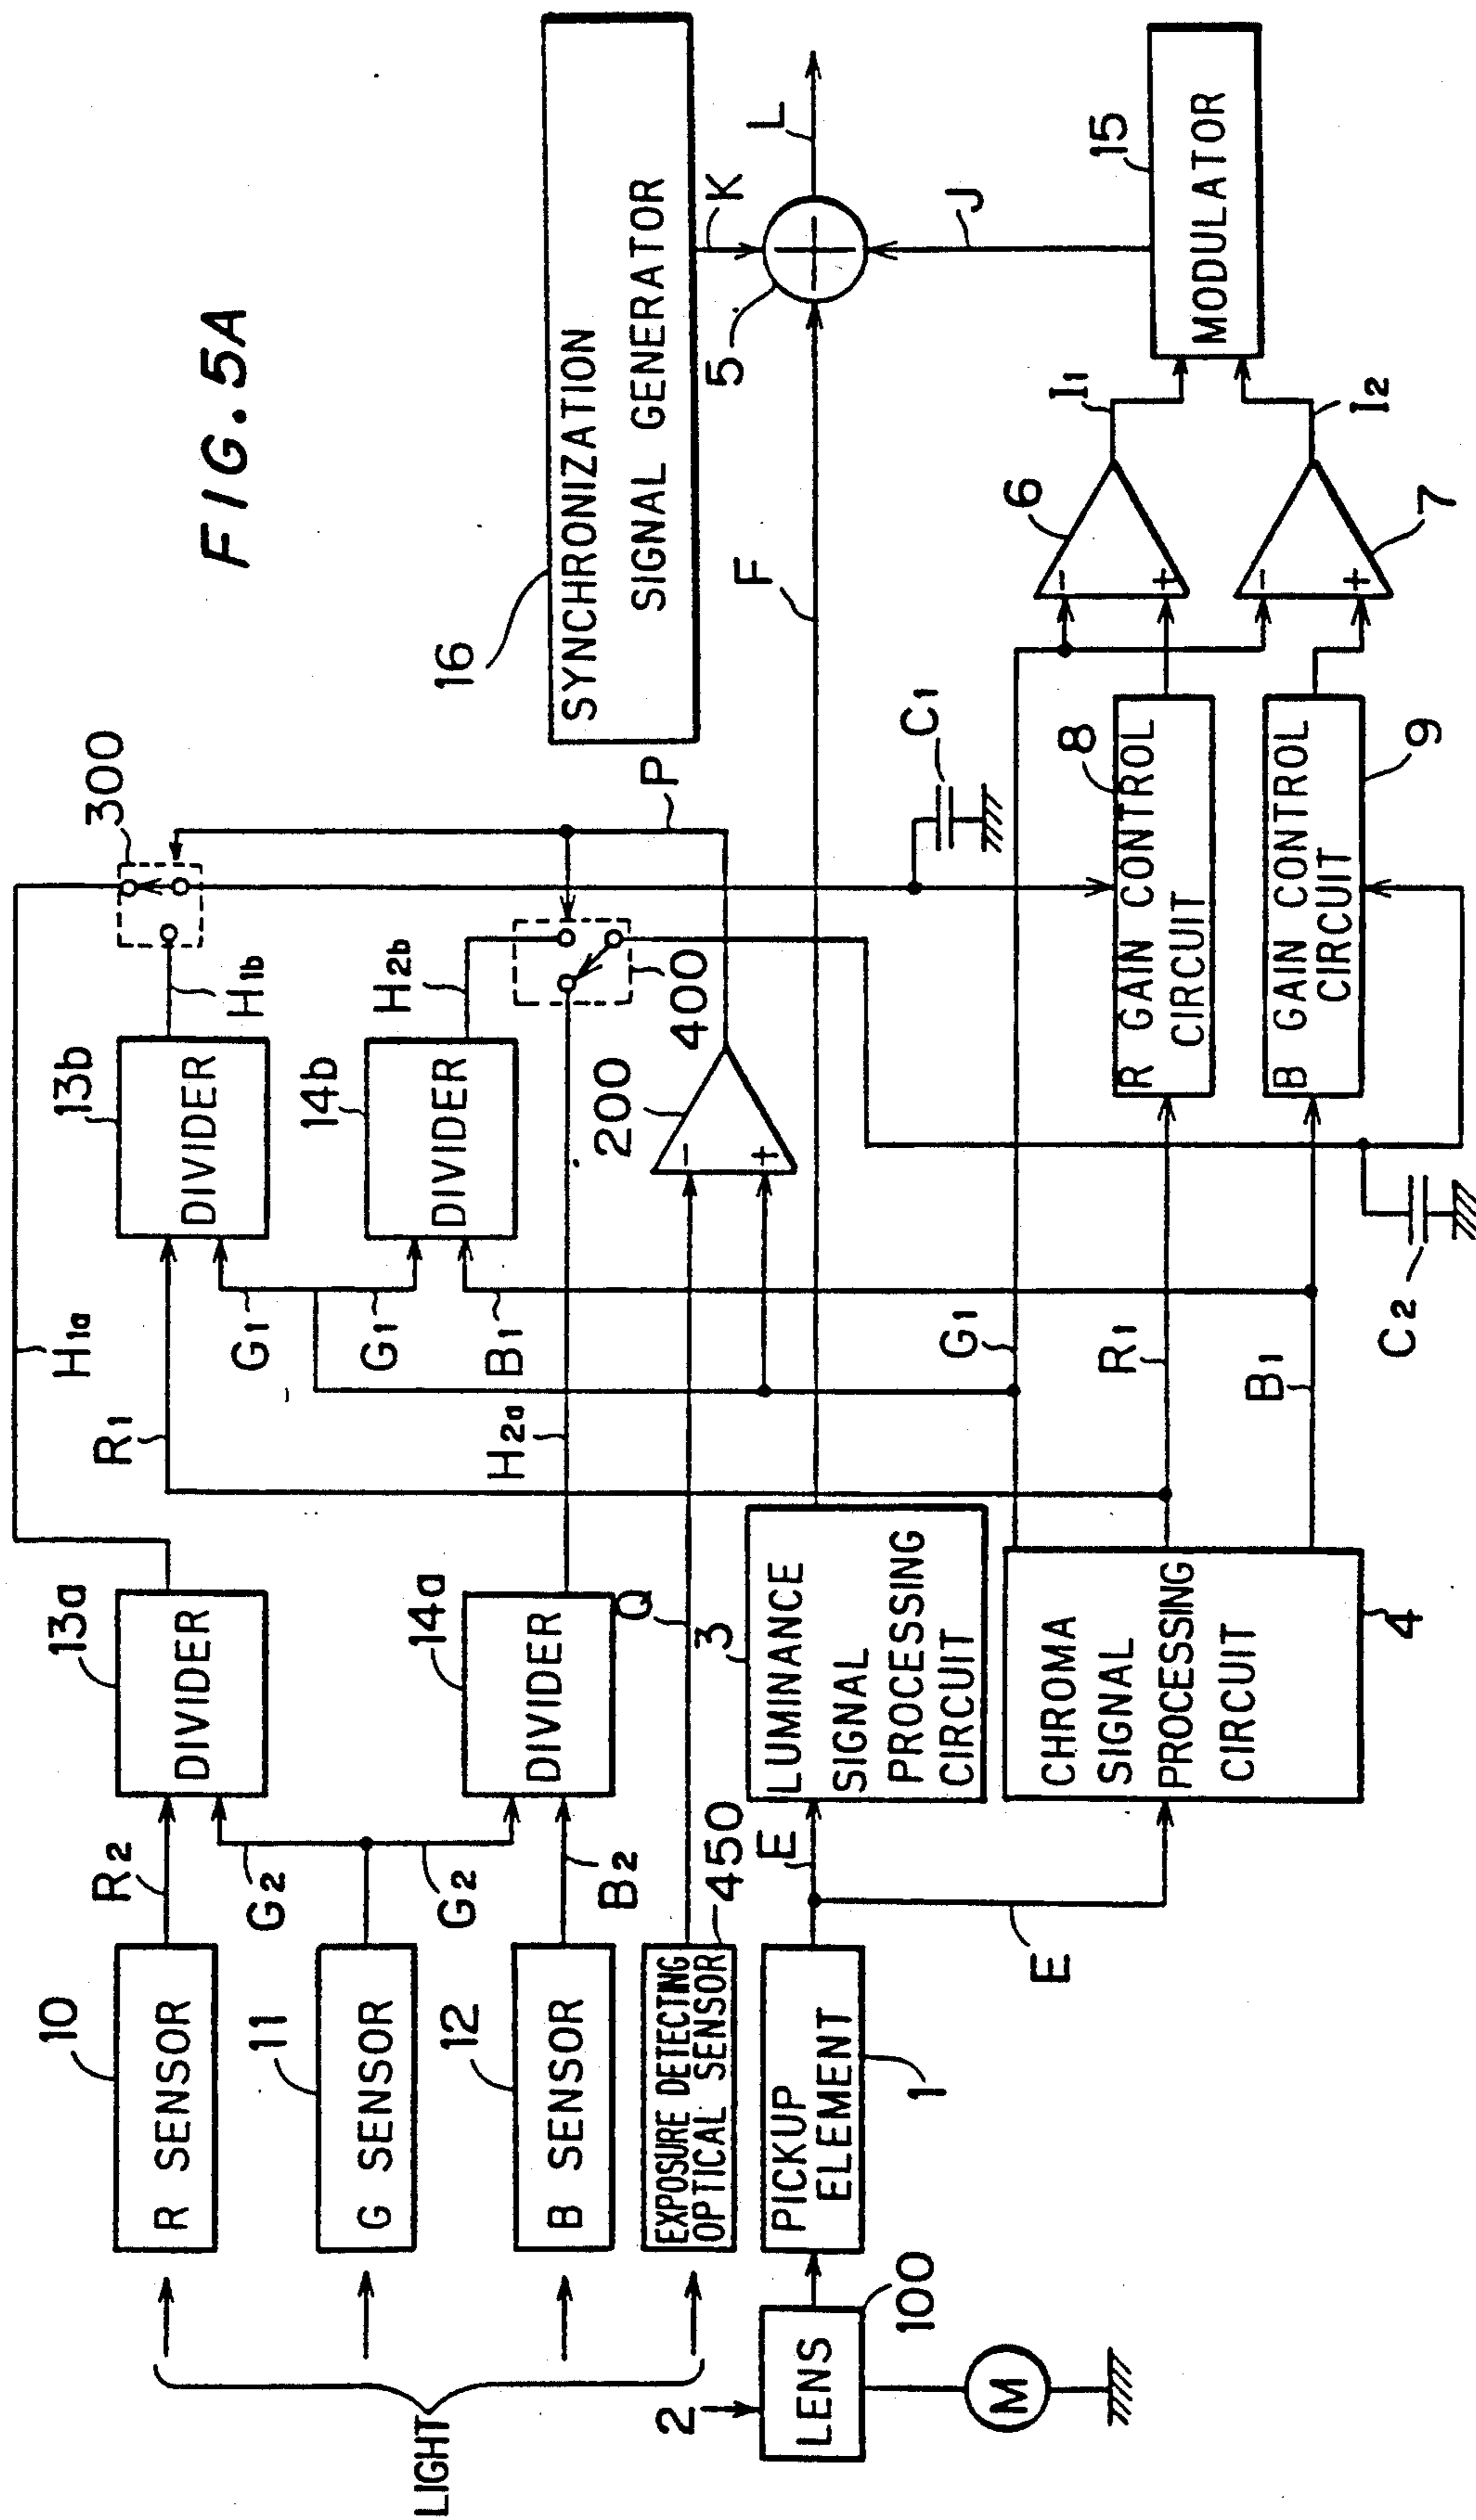 FIG. 5A
LIGHT
10
R SENSOR
11
G SENSOR
12
B SENSOR
EXPOSURE DETECTING
OPTICAL SENSOR
450
2
LENS
100
M
PICKUP
ELEMENT
1
E
E
R2
G2
G2
B2
13a
DIVIDER
14a
DIVIDER
Q
3
LUMINANCE
SIGNAL
PROCESSING
CIRCUIT
CHROMA
SIGNAL
PROCESSING
CIRCUIT
4
H1a
R1
H2a
G1
G1
B1
G1
R1
B1
C2
13b
DIVIDER
14b
DIVIDER
H1b
H2b
200
-
+
400
300
P
C1
R GAIN CONTROL
CIRCUIT
8
B GAIN CONTROL
CIRCUIT
9
16
SYNCHRONIZATION
SIGNAL GENERATOR
F
5
K
L
J
6
-
+
7
-
+
I1
I2
15
MODULATOR